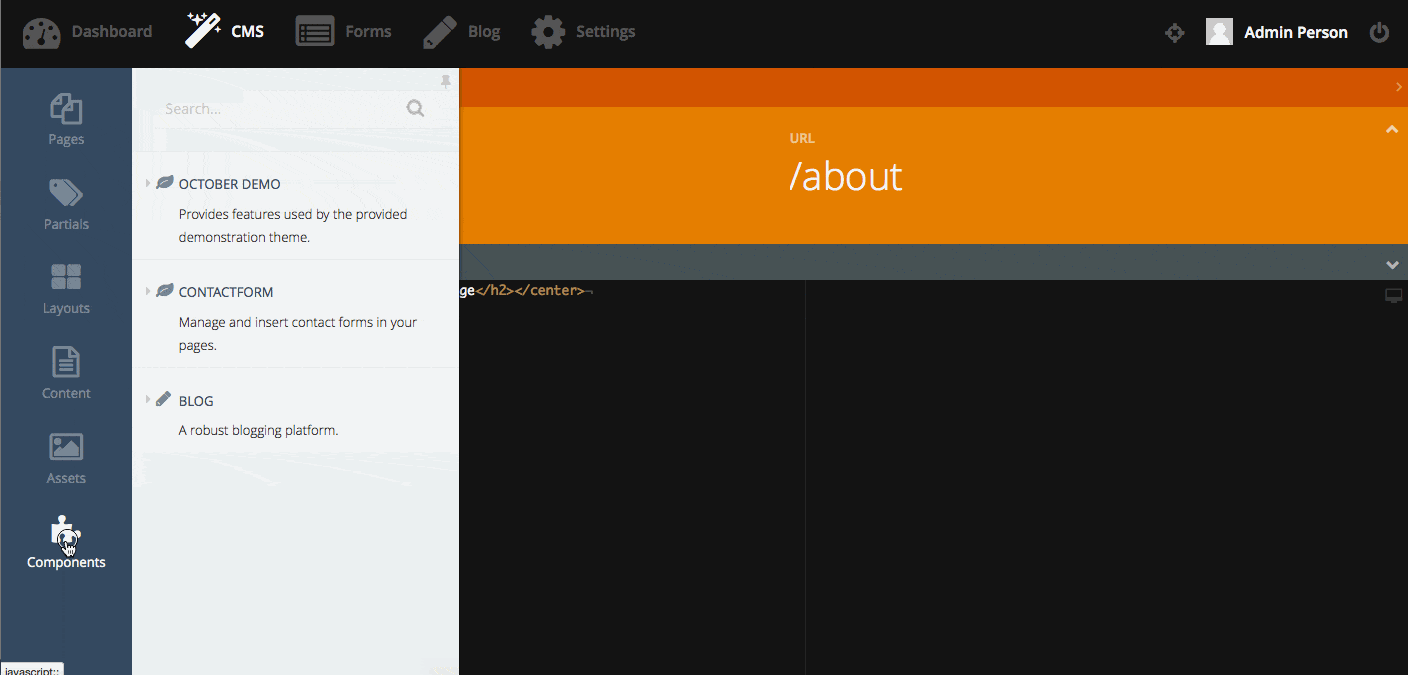 Dashboard CMS Forms Blog Settings Admin Person
Pages
Partials
Layouts
Content
Assets
Components
Search...
OCTOBER DEMO
Provides features used by the provided
demonstration theme.
CONTACTFORM
Manage and insert contact forms in your
pages.
BLOG
A robust blogging platform.
URL
/about
ge</h2></center>¬
javascript:;